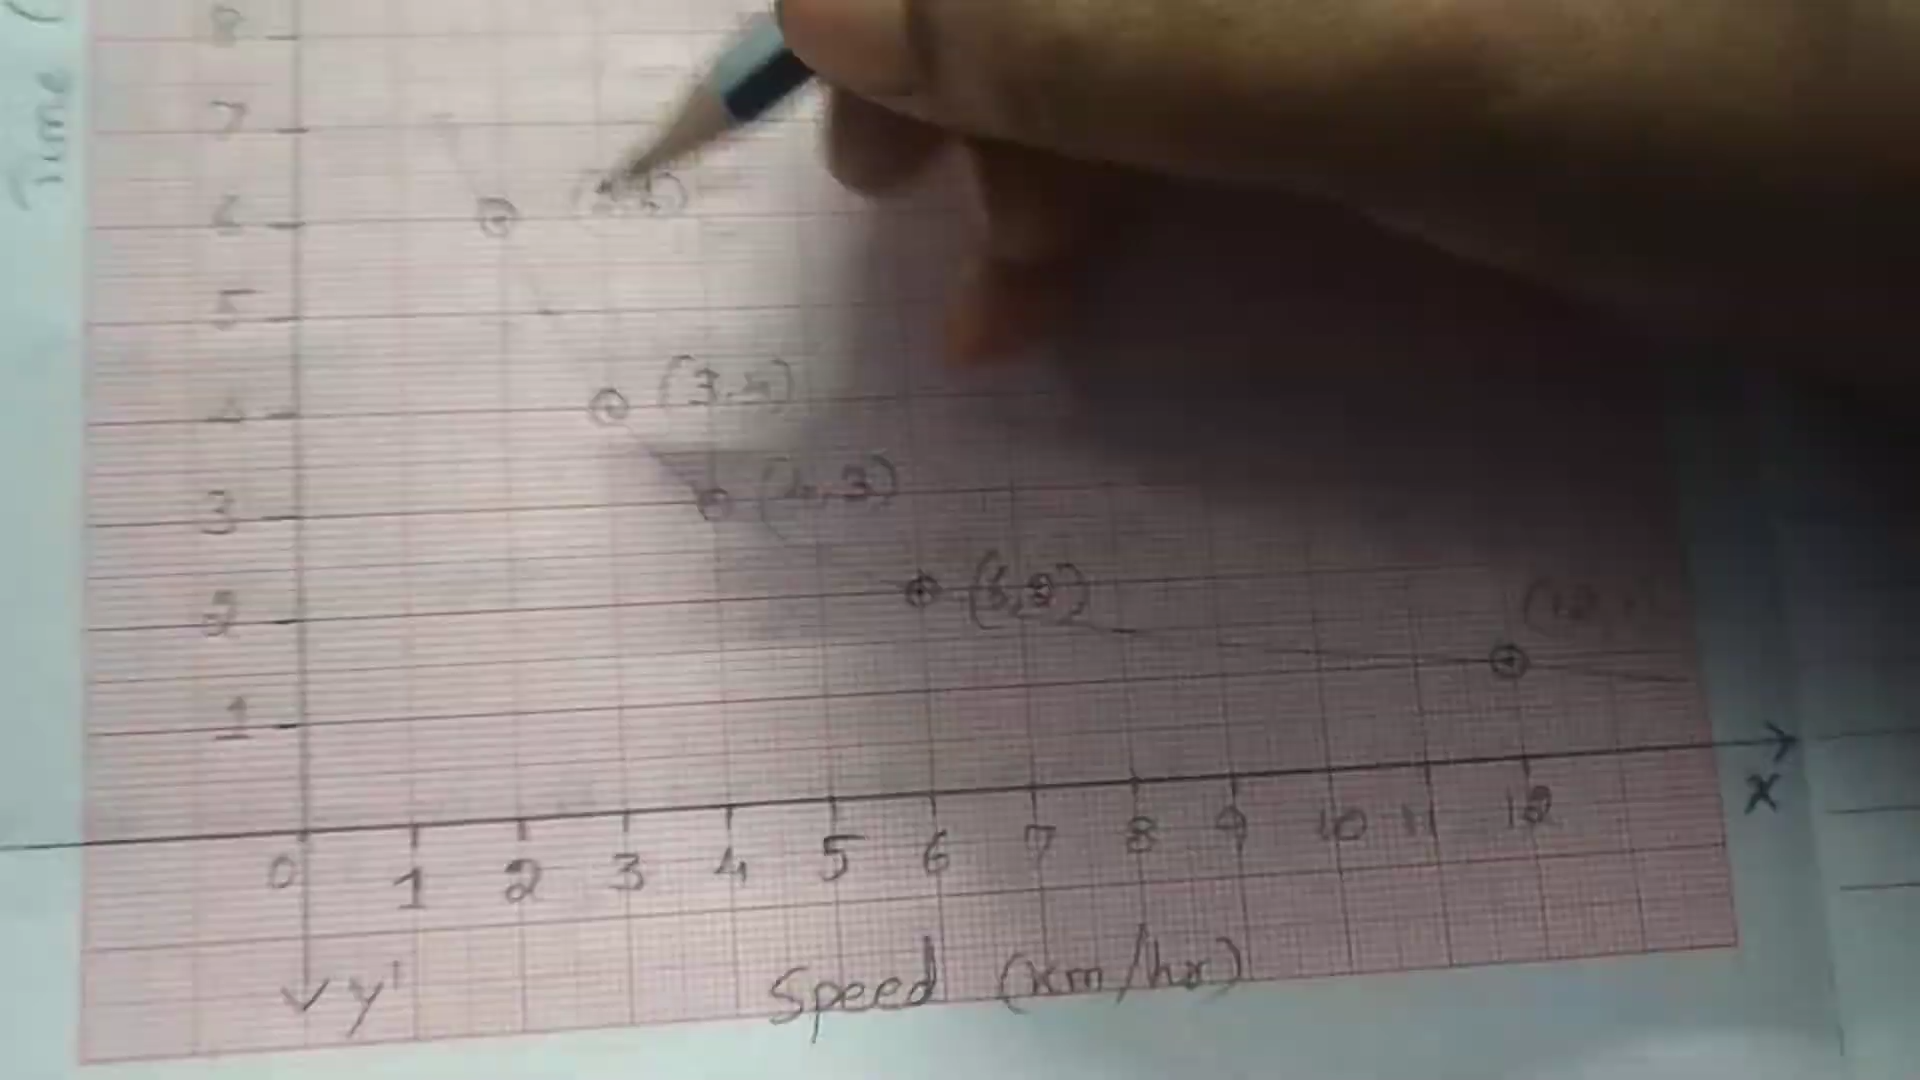 Time (
8
7
6
5
(3,4)
4
(4,3)
3
(6,2)
2
(12,
1
0 1 2 3 4 5 6 7 8 9 10 11 12
x
y'
Speed (km/hr)